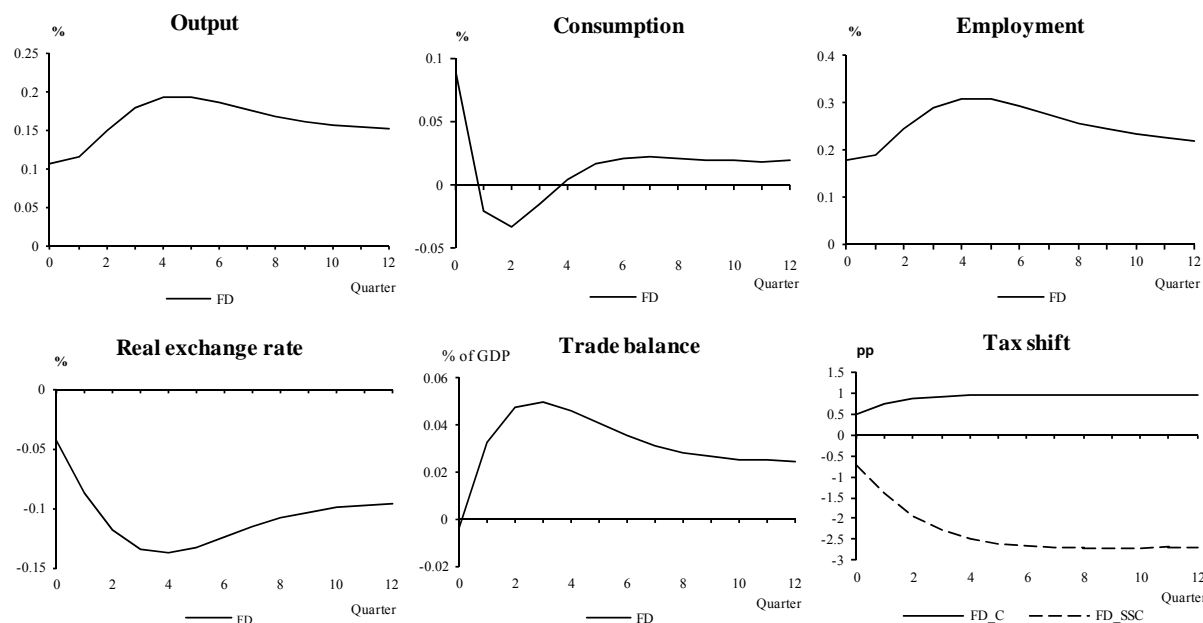 Output
%
0.25
0.2
0.15
0.1
0.05
0
0 2 4 6 8 10 12
Quarter
FD
Consumption
%
0.1
0.05
0
-0.05
0 2 4 6 8 10 12
Quarter
FD
Employment
%
0.4
0.3
0.2
0.1
0
0 2 4 6 8 10 12
Quarter
FD
Real exchange rate
%
0
-0.05
-0.1
-0.15
0 2 4 6 8 10 12
Quarter
FD
Trade balance
% of GDP
0.06
0.04
0.02
0
-0.02
0 2 4 6 8 10 12
Quarter
FD
Tax shift
pp
1.5
1
0.5
0
-0.5
-1
-1.5
-2
-2.5
-3
0 2 4 6 8 10 12
Quarter
FD_C FD_SSC